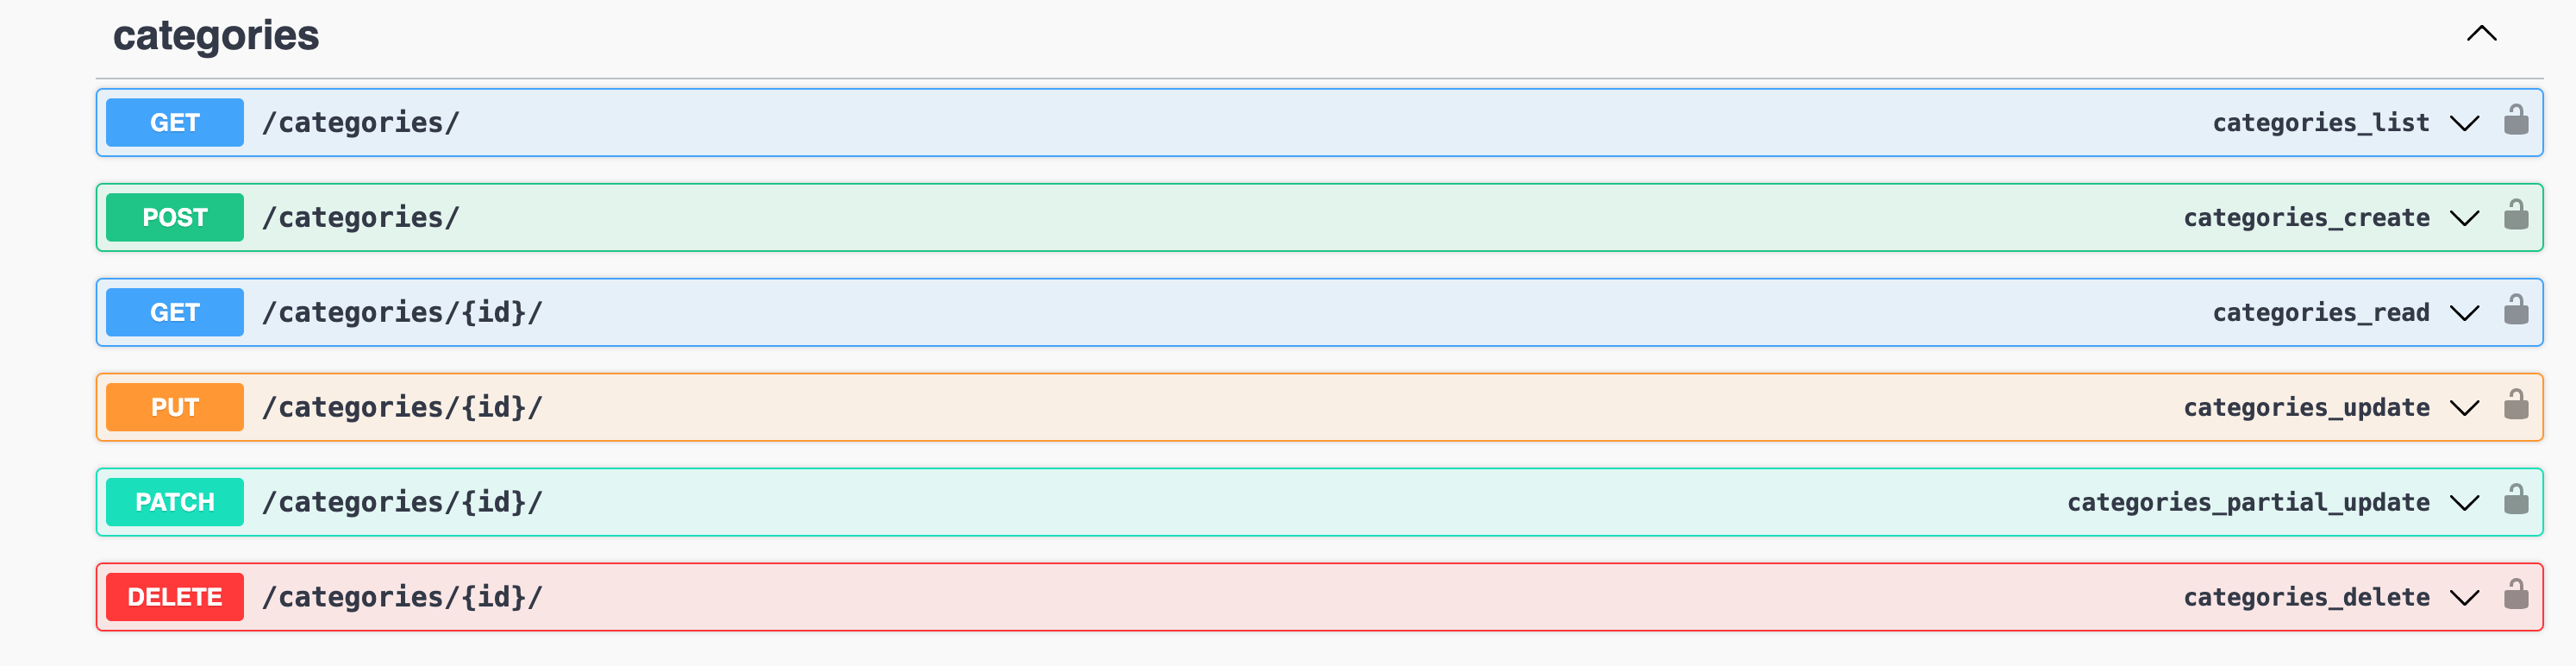 categories
GET /categories/ categories_list
POST /categories/ categories_create
GET /categories/{id}/ categories_read
PUT /categories/{id}/ categories_update
PATCH /categories/{id}/ categories_partial_update
DELETE /categories/{id}/ categories_delete